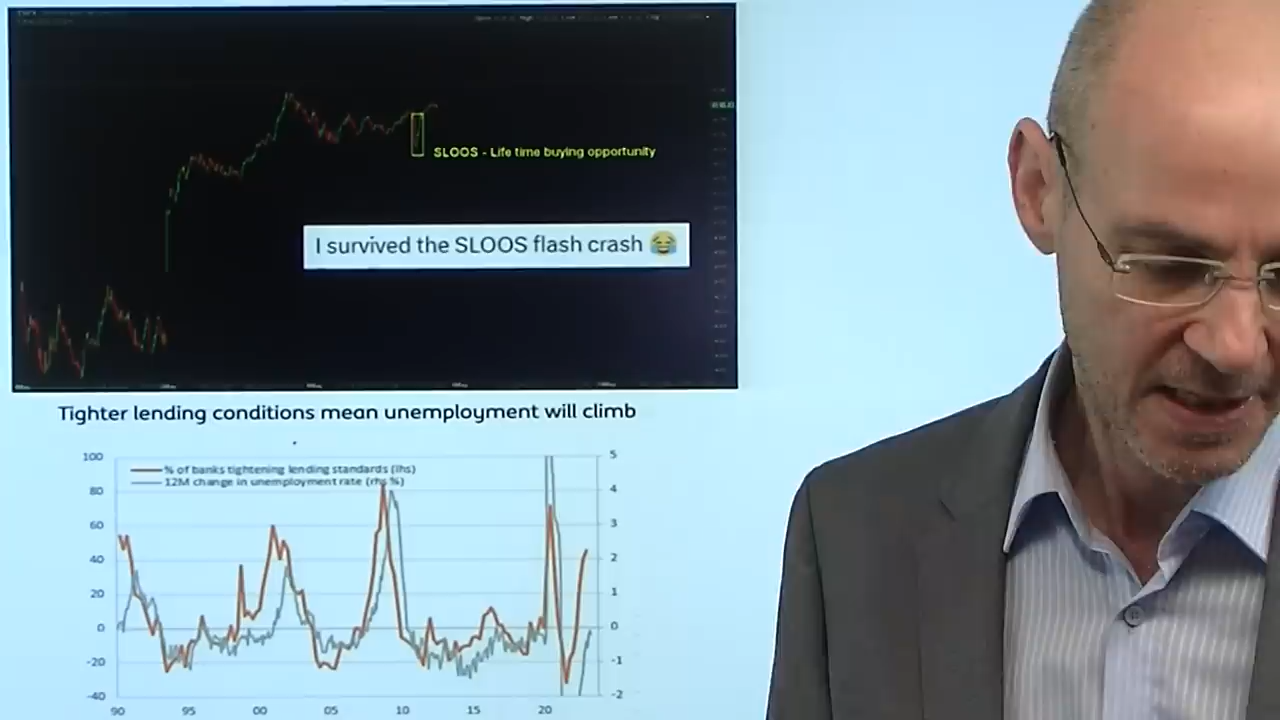 SLOOS - Life time buying opportunity
I survived the SLOOS flash crash 😂
Tighter lending conditions mean unemployment will climb
% of banks tightening lending standards (lhs)
12M change in unemployment rate (rhs %)
100
80
60
40
20
0
-20
-40
5
4
3
2
1
0
-1
-2
90 95 00 05 10 15 20